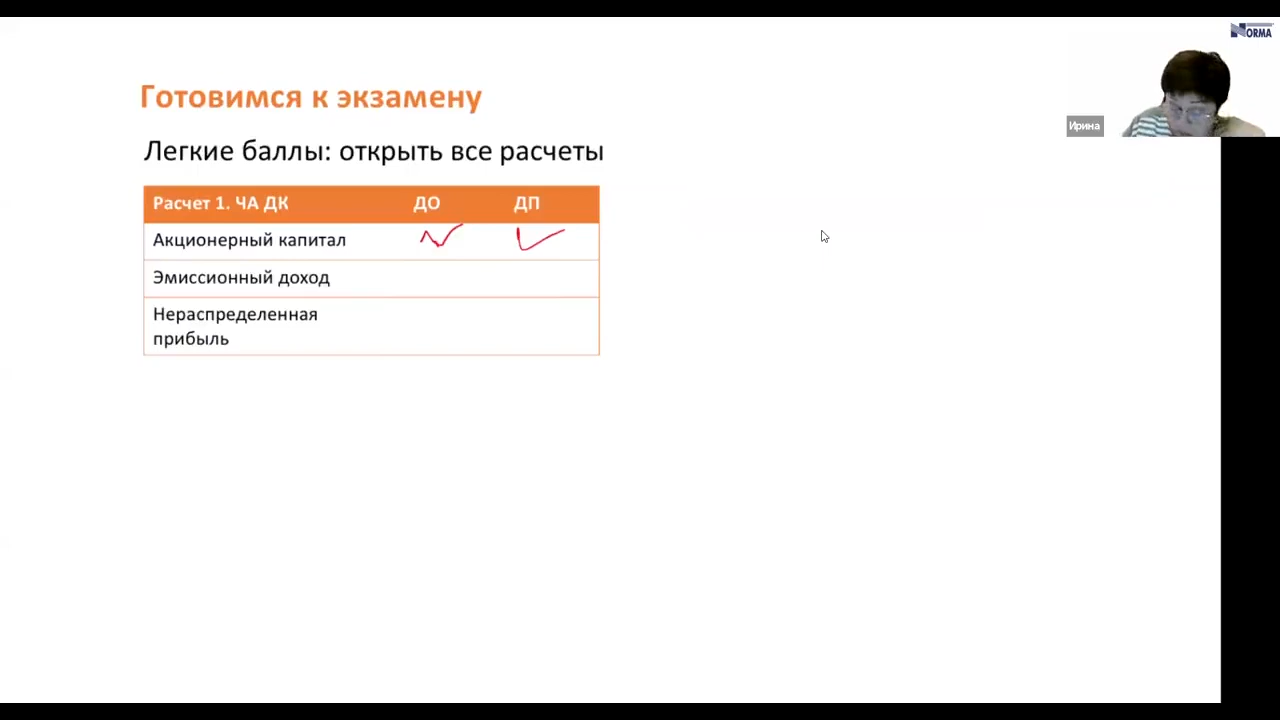 NORMA
Готовимся к экзамену
Ирина
Легкие баллы: открыть все расчеты
Расчет 1. ЧА ДК ДО ДП
Акционерный капитал
Эмиссионный доход
Нераспределенная
прибыль